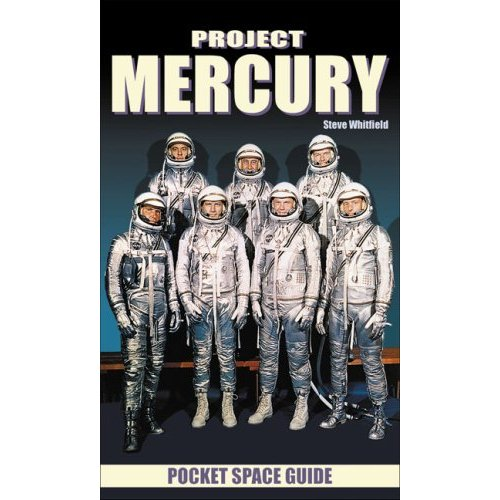 PROJECT
MERCURY
Steve Whitfield
POCKET SPACE GUIDE